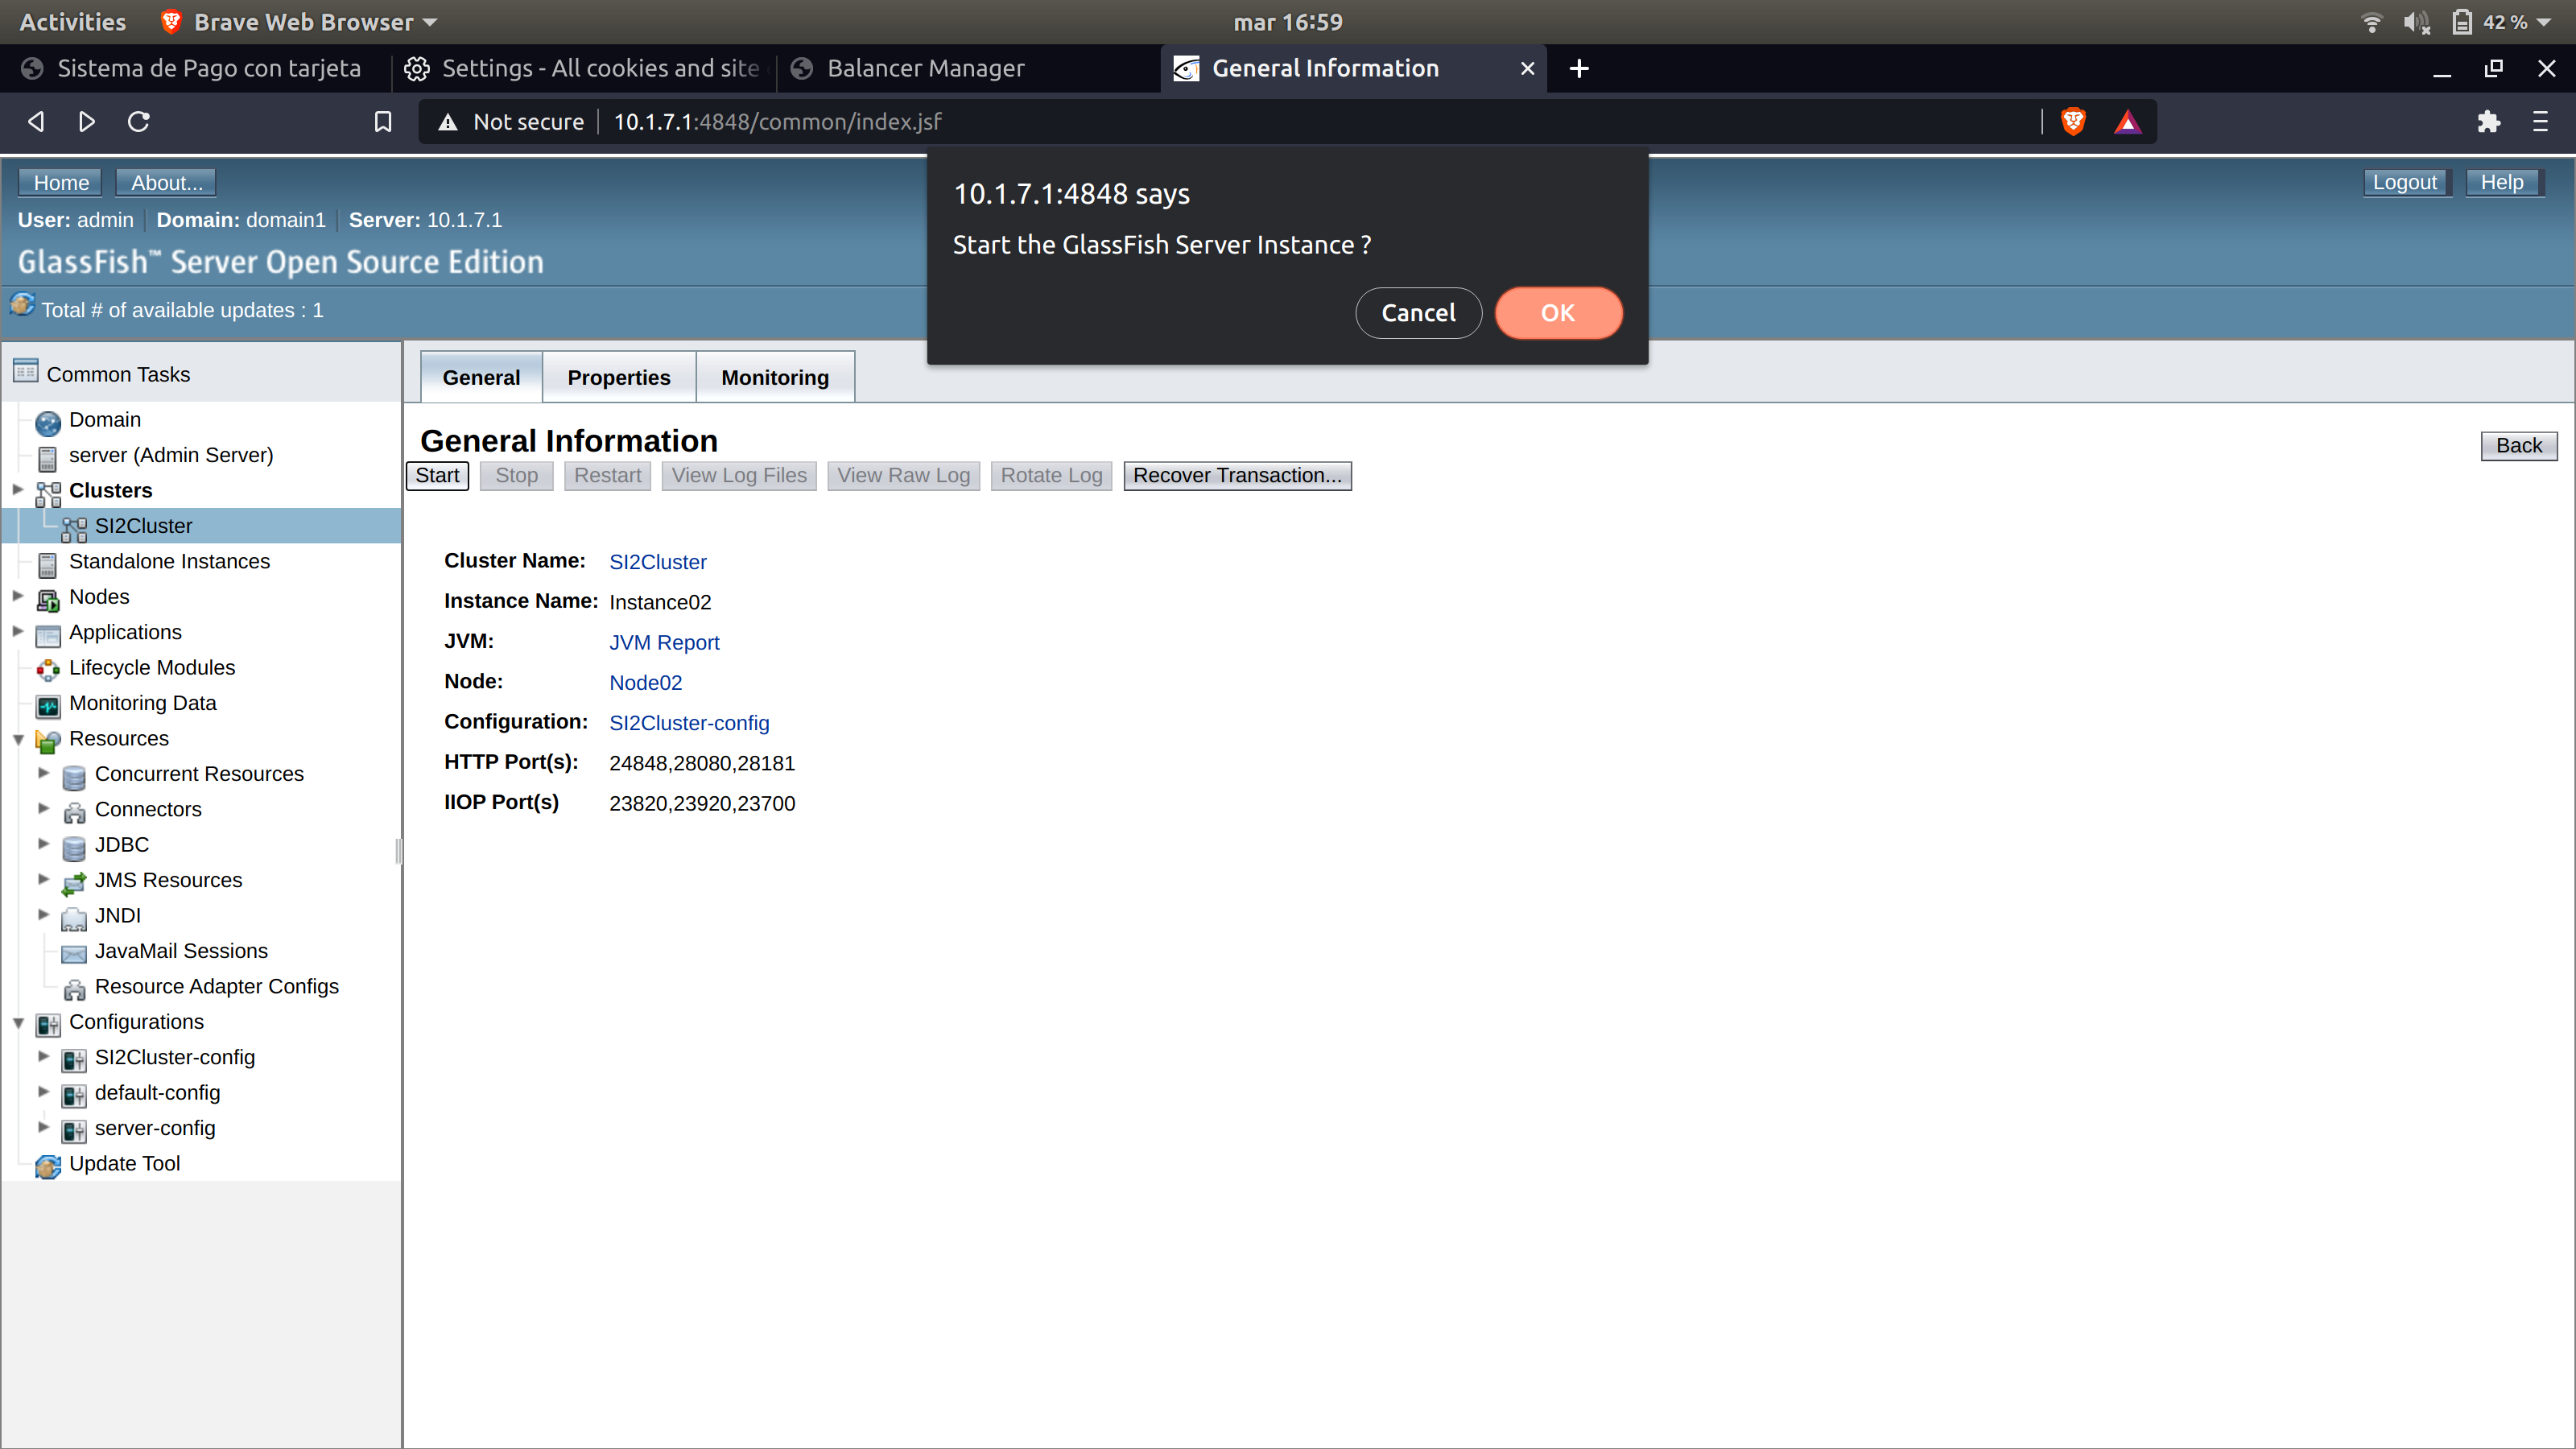 Activities Brave Web Browser mar 16:59 42 %
Sistema de Pago con tarjeta Settings - All cookies and site Balancer Manager General Information
Not secure 10.1.7.1:4848/common/index.jsf
10.1.7.1:4848 says
Start the GlassFish Server Instance ?
Cancel OK
Home About... Logout Help
User: admin Domain: domain1 Server: 10.1.7.1
GlassFish™ Server Open Source Edition
Total # of available updates : 1
Common Tasks
Domain
server (Admin Server)
Clusters
SI2Cluster
Standalone Instances
Nodes
Applications
Lifecycle Modules
Monitoring Data
Resources
Concurrent Resources
Connectors
JDBC
JMS Resources
JNDI
JavaMail Sessions
Resource Adapter Configs
Configurations
SI2Cluster-config
default-config
server-config
Update Tool
General Properties Monitoring
General Information
Back
Start Stop Restart View Log Files View Raw Log Rotate Log Recover Transaction...
Cluster Name: SI2Cluster
Instance Name: Instance02
JVM: JVM Report
Node: Node02
Configuration: SI2Cluster-config
HTTP Port(s): 24848,28080,28181
IIOP Port(s) 23820,23920,23700